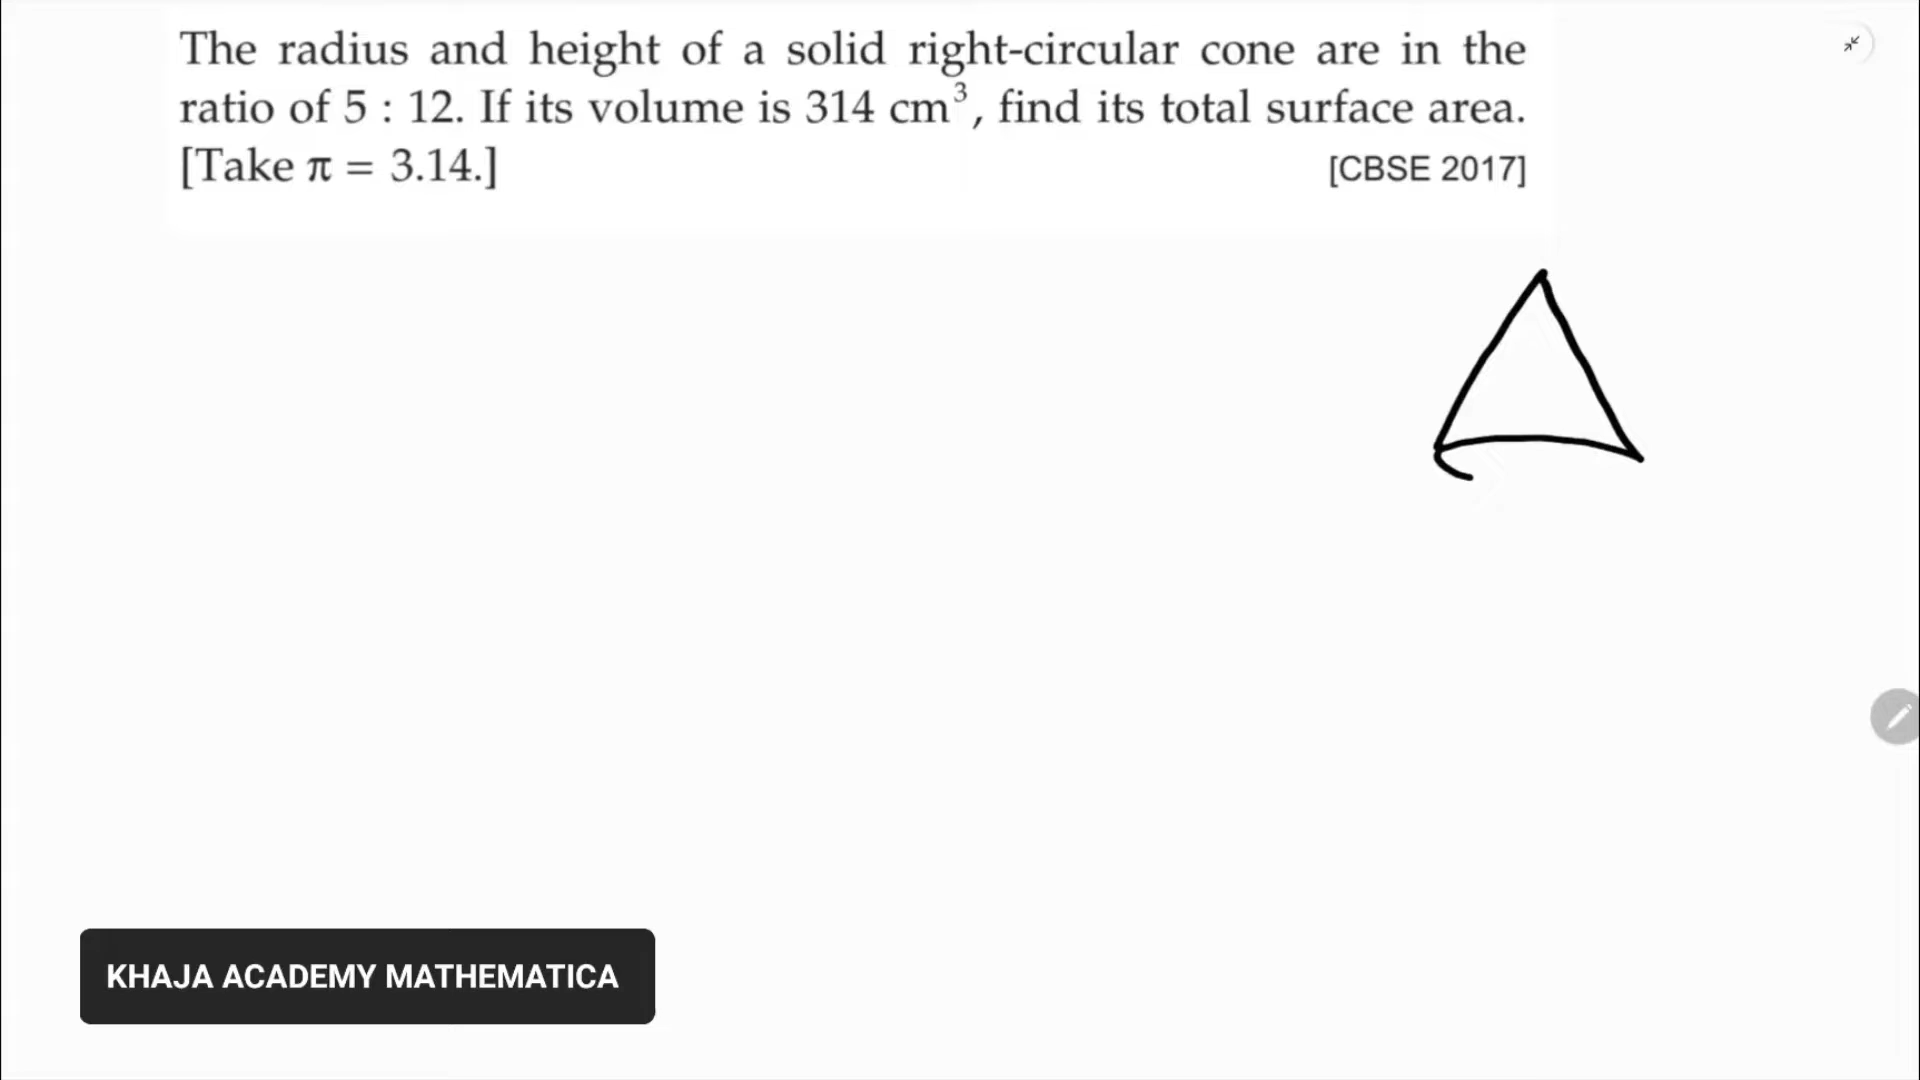 The radius and height of a solid right-circular cone are in the
ratio of 5 : 12. If its volume is 314 cm³, find its total surface area.
[Take π = 3.14.] [CBSE 2017]
KHAJA ACADEMY MATHEMATICA